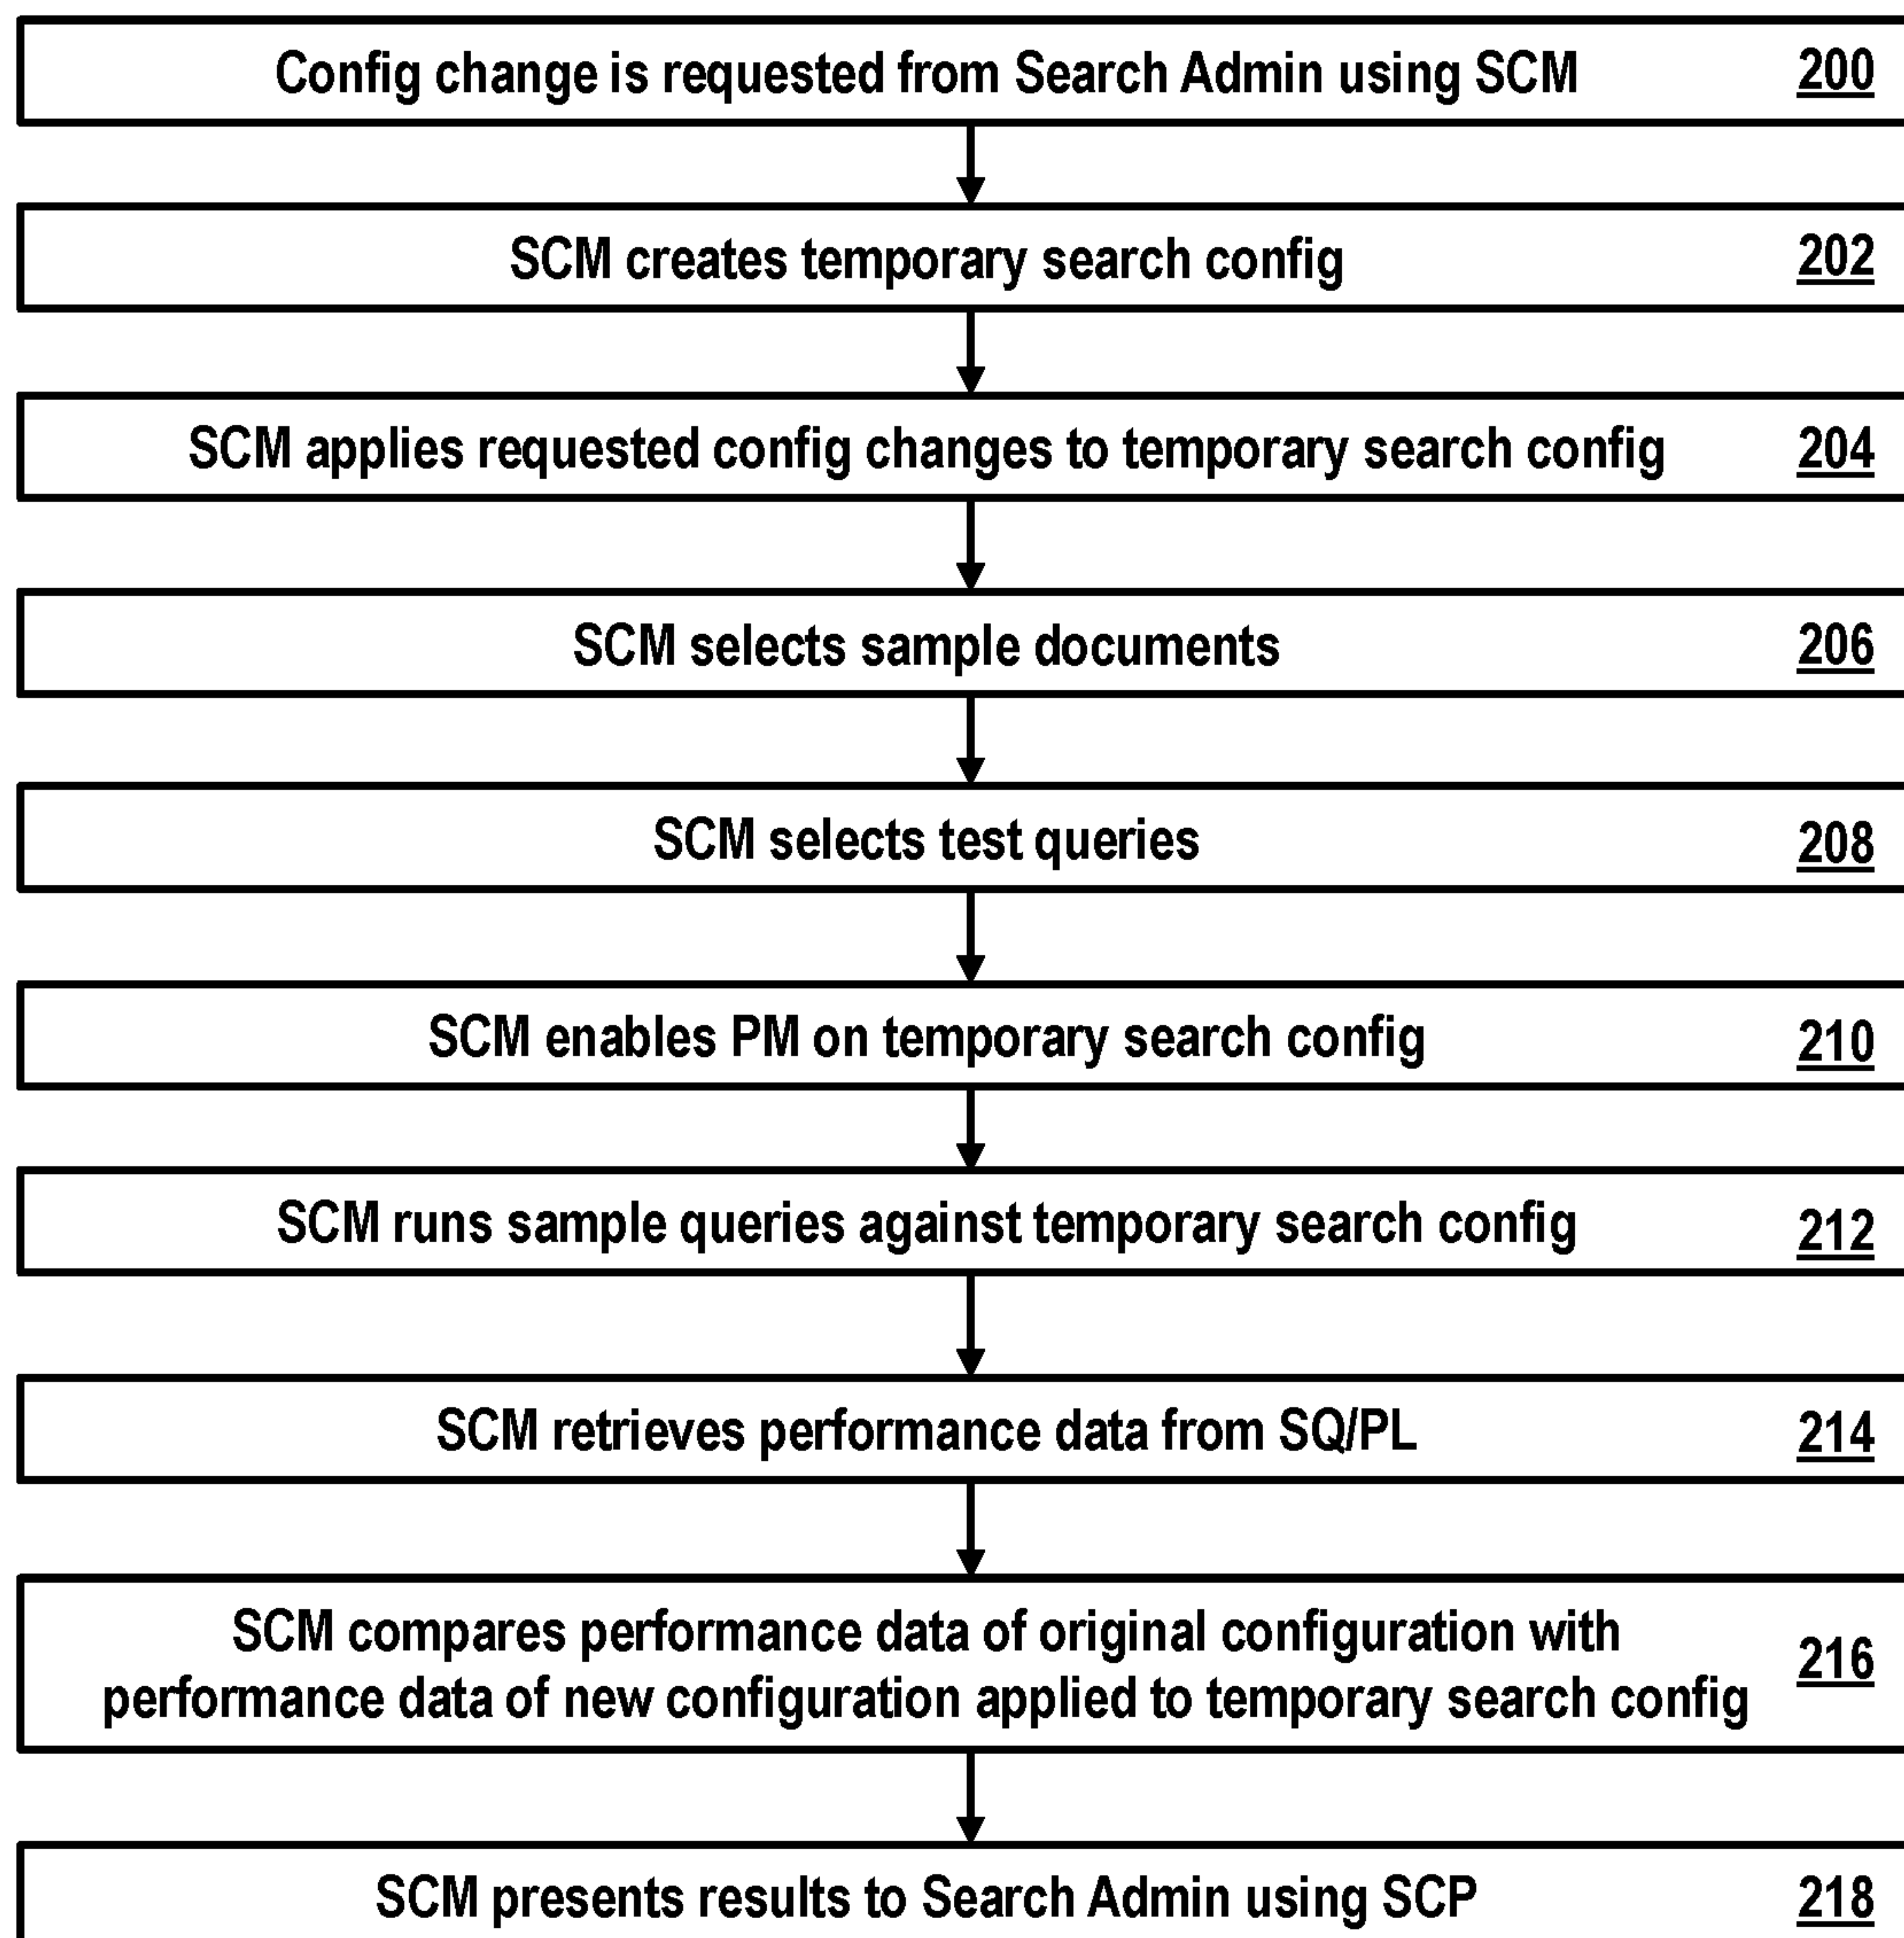 Config change is requested from Search Admin using SCM 200
SCM creates temporary search config 202
SCM applies requested config changes to temporary search config 204
SCM selects sample documents 206
SCM selects test queries 208
SCM enables PM on temporary search config 210
SCM runs sample queries against temporary search config 212
SCM retrieves performance data from SQ/PL 214
SCM compares performance data of original configuration with
performance data of new configuration applied to temporary search config 216
SCM presents results to Search Admin using SCP 218